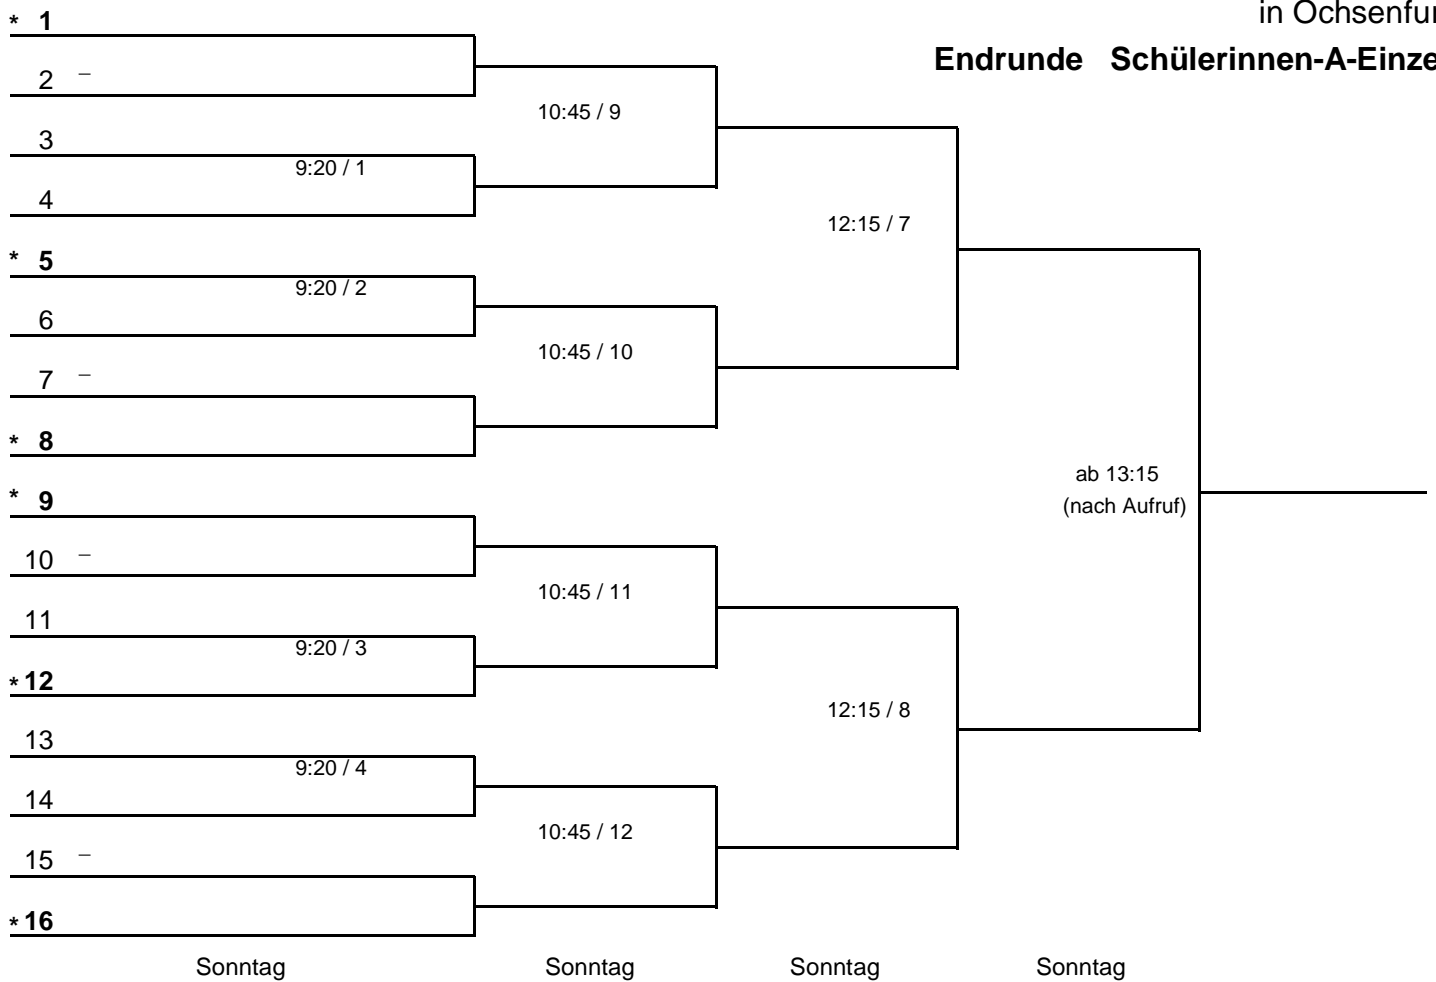 in Ochsenfur
Endrunde Schülerinnen-A-Einze
* 1
2 –
3
9:20 / 1
4
* 5
9:20 / 2
6
7 –
* 8
* 9
10 –
11
9:20 / 3
* 12
13
9:20 / 4
14
15 –
* 16
10:45 / 9
10:45 / 10
10:45 / 11
10:45 / 12
12:15 / 7
12:15 / 8
ab 13:15
(nach Aufruf)
Sonntag Sonntag Sonntag Sonntag